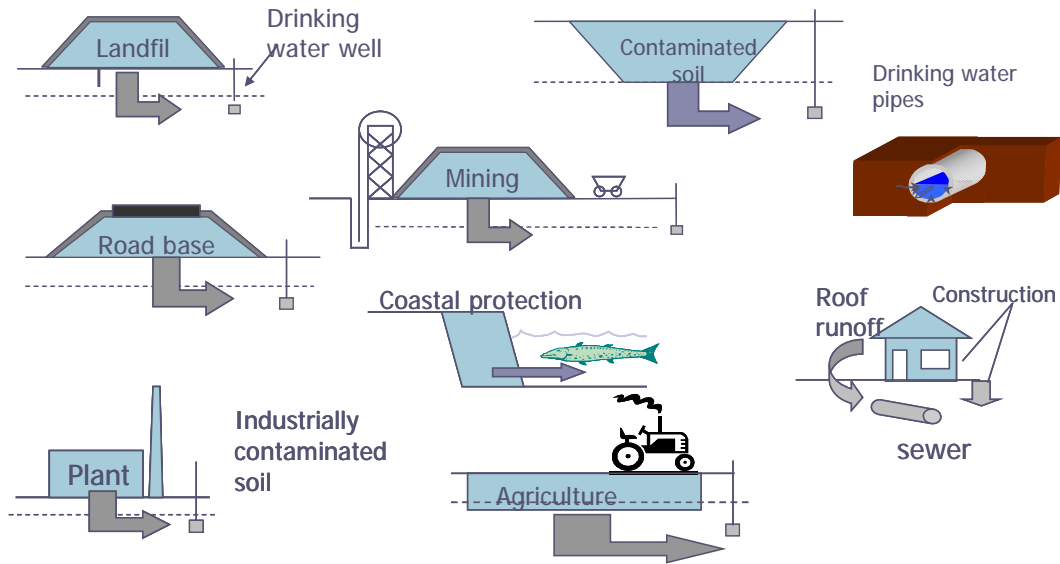 Landfil
Drinking
water well
Contaminated
soil
Drinking water
pipes
Mining
Road base
Coastal protection
Roof
runoff
Construction
sewer
Industrially
contaminated
soil
Plant
Agriculture